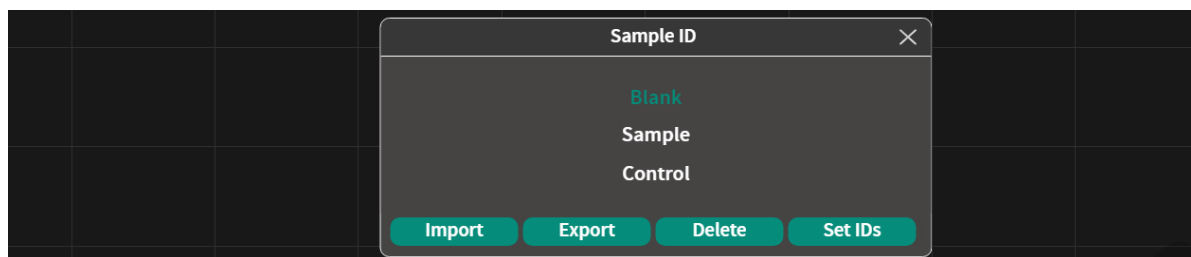 Sample ID
Blank
Sample
Control
Import Export Delete Set IDs